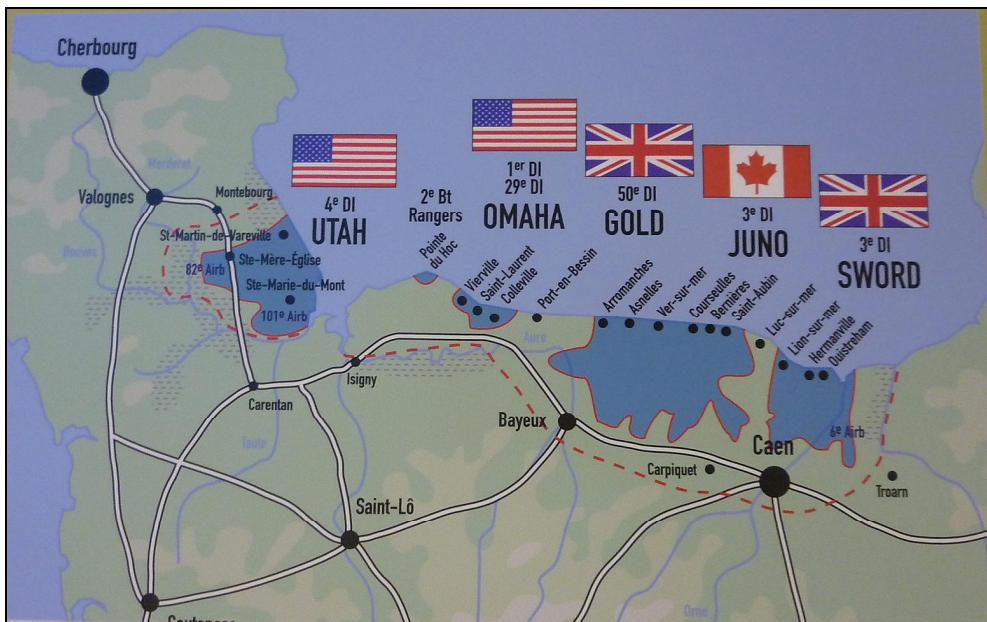 Cherbourg
Merderet
Valognes
Montebourg
St-Martin-de-Vareville
Douves
82e Airb
Ste-Mère-Église
Ste-Marie-du-Mont
101e Airb
4e DI
UTAH
2e Bt
Rangers
Pointe
du Hoc
1er DI
29e DI
OMAHA
Vierville
Saint-Laurent
Colleville
Port-en-Bessin
50e DI
GOLD
Arromanches
Asnelles
Ver-sur-mer
Courseulles
Bernières
Saint-Aubin
3e DI
JUNO
Luc-sur-mer
Lion-sur-mer
Hermanville
Ouistreham
3e DI
SWORD
Aure
Isigny
Carentan
Taute
Bayeux
6e Airb
Caen
Carpiquet
Troarn
Saint-Lô
Orne